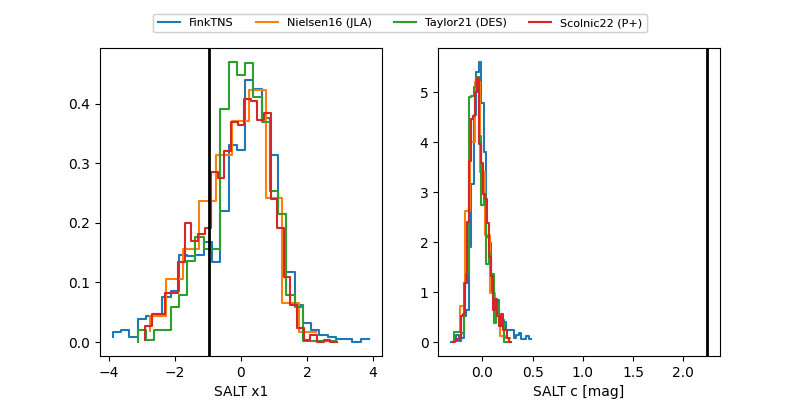 FinkTNS Nielsen16 (JLA) Taylor21 (DES) Scolnic22 (P+)
0.4
0.3
0.2
0.1
0.0
−4 −2 0 2 4
SALT x1
5
4
3
2
1
0
0.0 0.5 1.0 1.5 2.0
SALT c [mag]